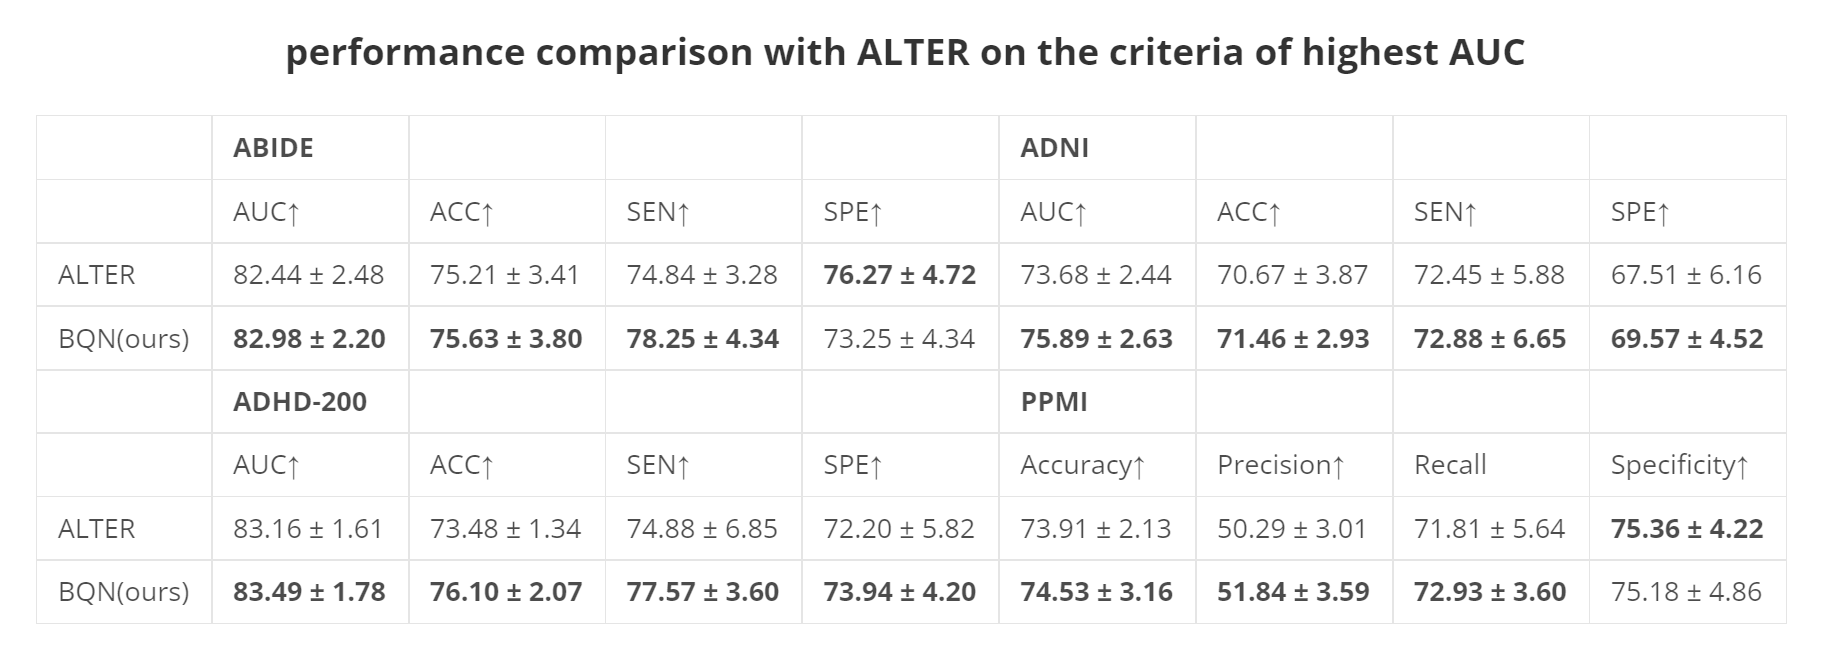 performance comparison with ALTER on the criteria of highest AUC
ABIDE ADNI
AUC↑ ACC↑ SEN↑ SPE↑ AUC↑ ACC↑ SEN↑ SPE↑
ALTER 82.44 ± 2.48 75.21 ± 3.41 74.84 ± 3.28 76.27 ± 4.72 73.68 ± 2.44 70.67 ± 3.87 72.45 ± 5.88 67.51 ± 6.16
BQN(ours) 82.98 ± 2.20 75.63 ± 3.80 78.25 ± 4.34 73.25 ± 4.34 75.89 ± 2.63 71.46 ± 2.93 72.88 ± 6.65 69.57 ± 4.52
ADHD-200 PPMI
AUC↑ ACC↑ SEN↑ SPE↑ Accuracy↑ Precision↑ Recall Specificity↑
ALTER 83.16 ± 1.61 73.48 ± 1.34 74.88 ± 6.85 72.20 ± 5.82 73.91 ± 2.13 50.29 ± 3.01 71.81 ± 5.64 75.36 ± 4.22
BQN(ours) 83.49 ± 1.78 76.10 ± 2.07 77.57 ± 3.60 73.94 ± 4.20 74.53 ± 3.16 51.84 ± 3.59 72.93 ± 3.60 75.18 ± 4.86